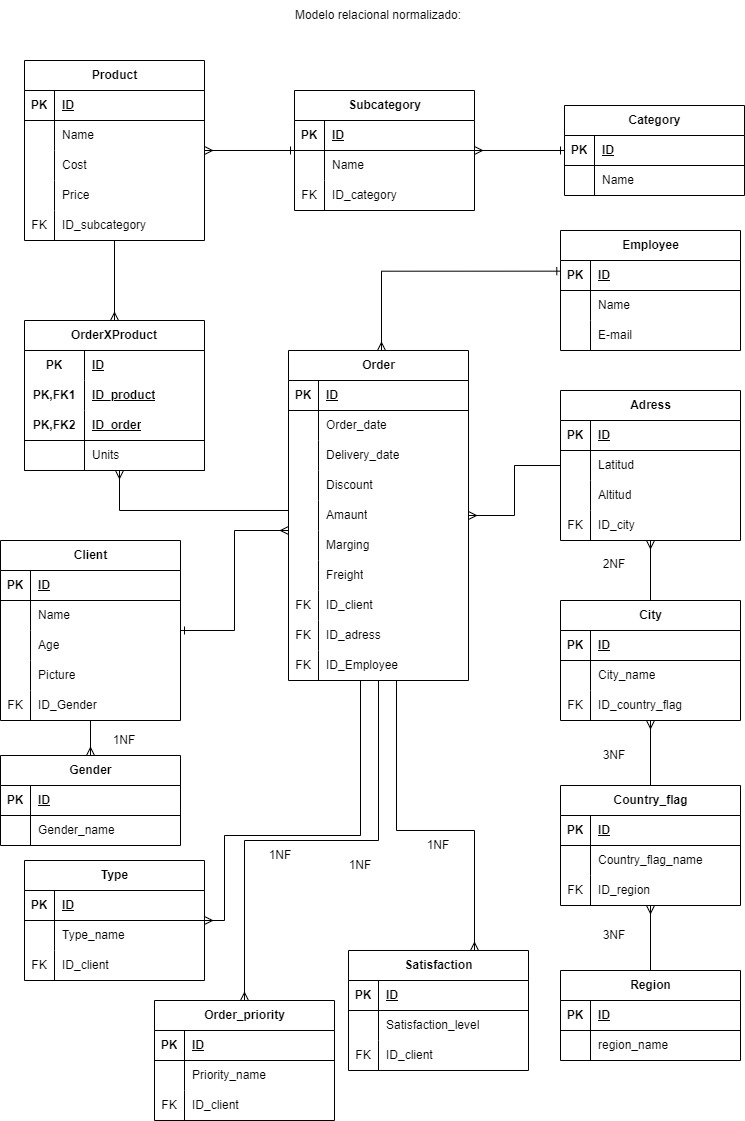 Modelo relacional normalizado:
Product
PK ID
Name
Cost
Price
FK ID_subcategory
Subcategory
PK ID
Name
FK ID_category
Category
PK ID
Name
Employee
PK ID
Name
E-mail
OrderXProduct
PK ID
PK,FK1 ID_product
PK,FK2 ID_order
Units
Order
PK ID
Order_date
Delivery_date
Discount
Amaunt
Marging
Freight
FK ID_client
FK ID_adress
FK ID_Employee
Adress
PK ID
Latitud
Altitud
FK ID_city
2NF
Client
PK ID
Name
Age
Picture
FK ID_Gender
1NF
City
PK ID
City_name
FK ID_country_flag
3NF
Gender
PK ID
Gender_name
Country_flag
PK ID
Country_flag_name
FK ID_region
3NF
1NF
1NF
1NF
Type
PK ID
Type_name
FK ID_client
Satisfaction
PK ID
Satisfaction_level
FK ID_client
Region
PK ID
region_name
Order_priority
PK ID
Priority_name
FK ID_client